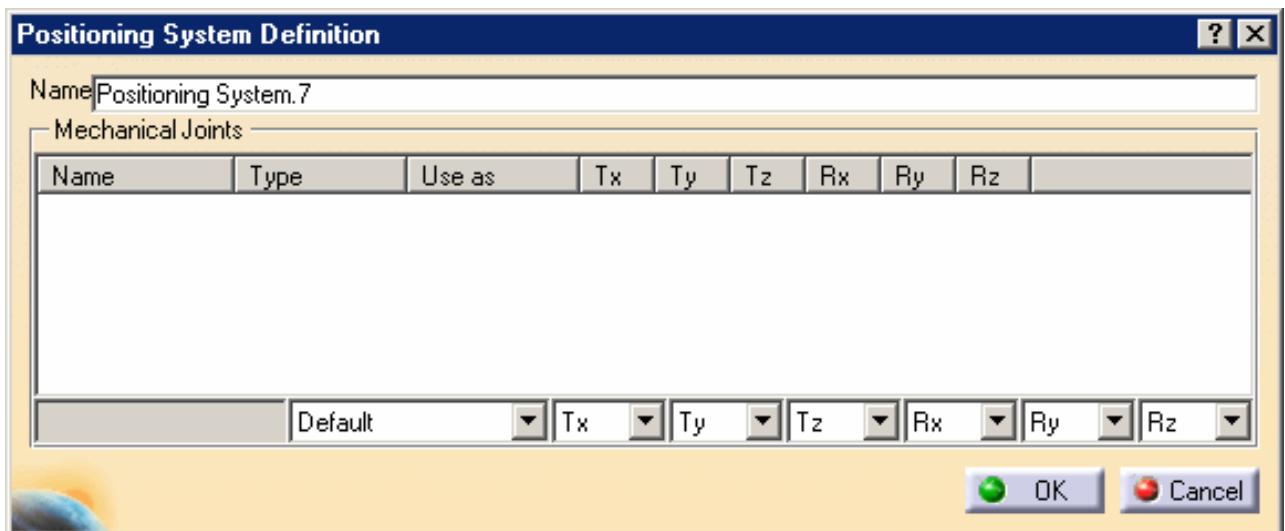 Positioning System Definition ? X
Name Positioning System.7
Mechanical Joints
Name Type Use as Tx Ty Tz Rx Ry Rz
Default Tx Ty Tz Rx Ry Rz
OK Cancel